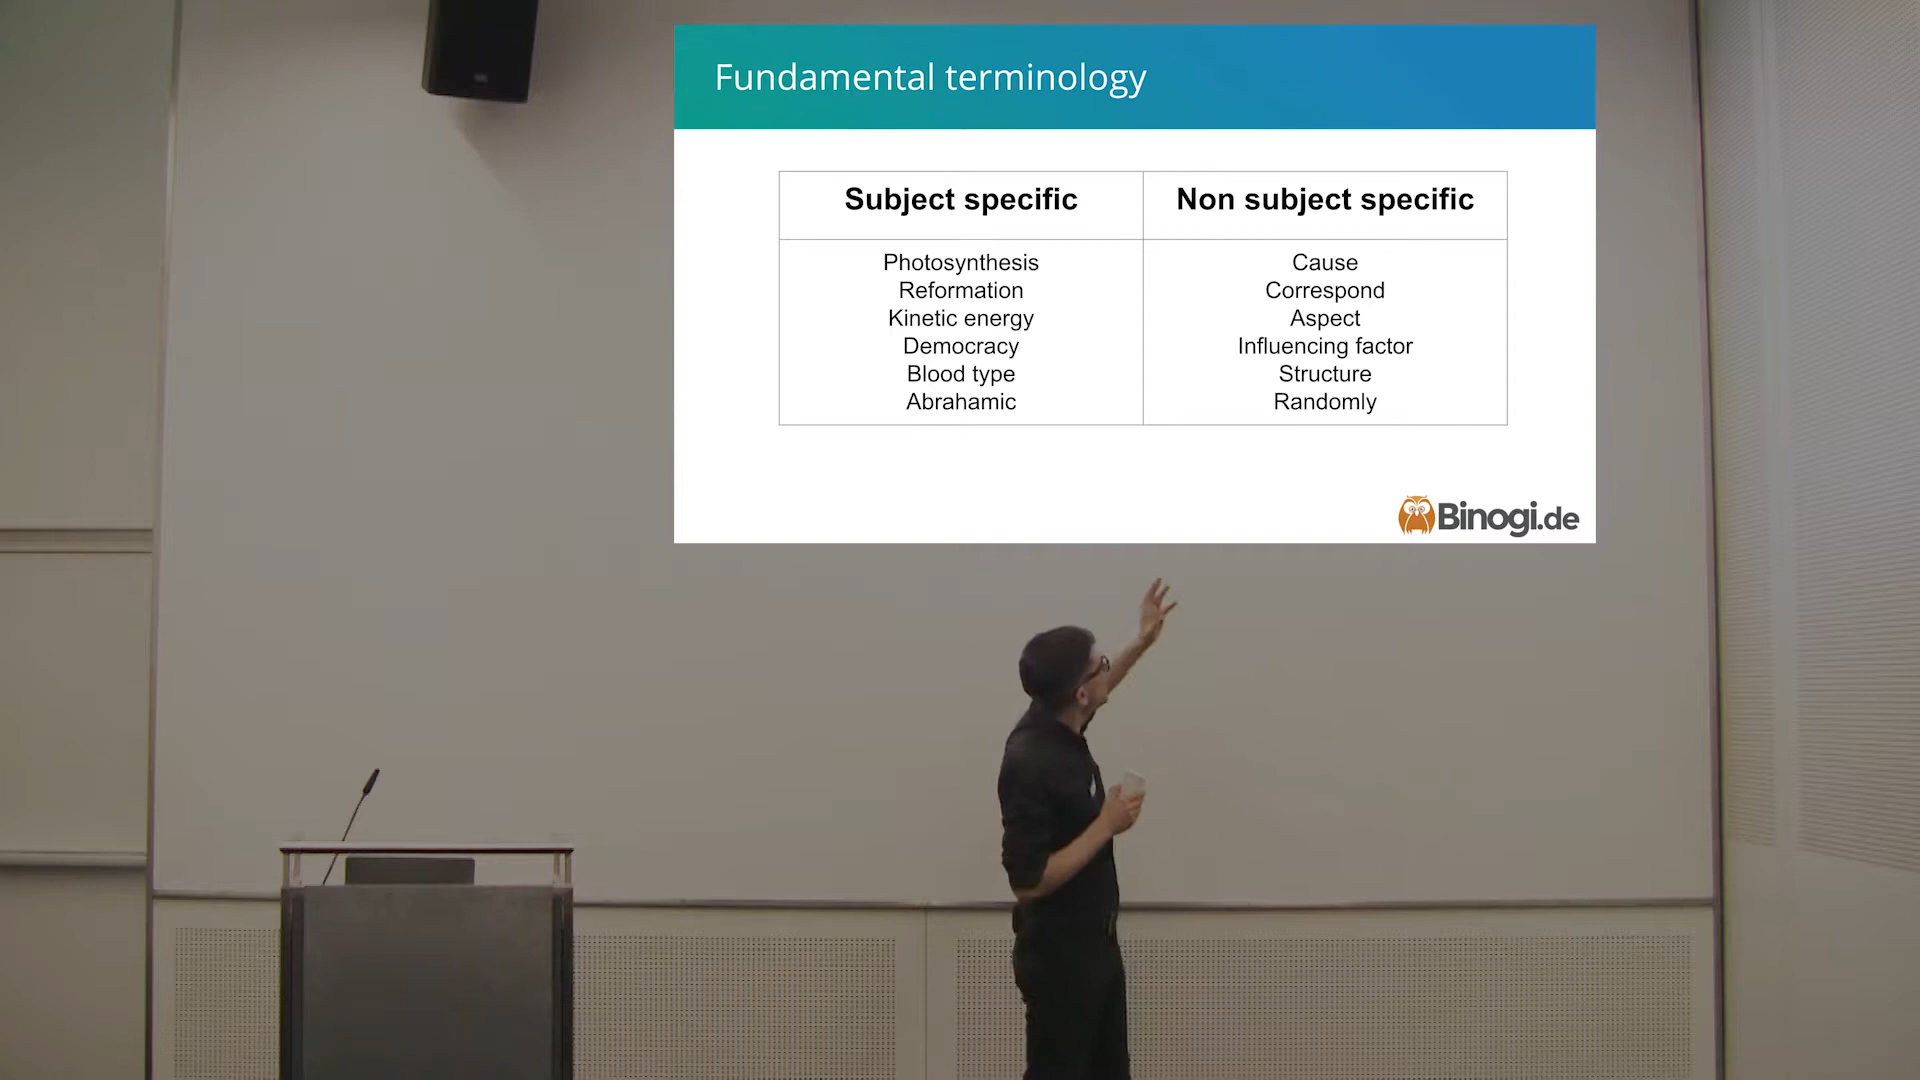 Fundamental terminology
Subject specific
Non subject specific
Photosynthesis
Reformation
Kinetic energy
Democracy
Blood type
Abrahamic
Cause
Correspond
Aspect
Influencing factor
Structure
Randomly
Binogi.de